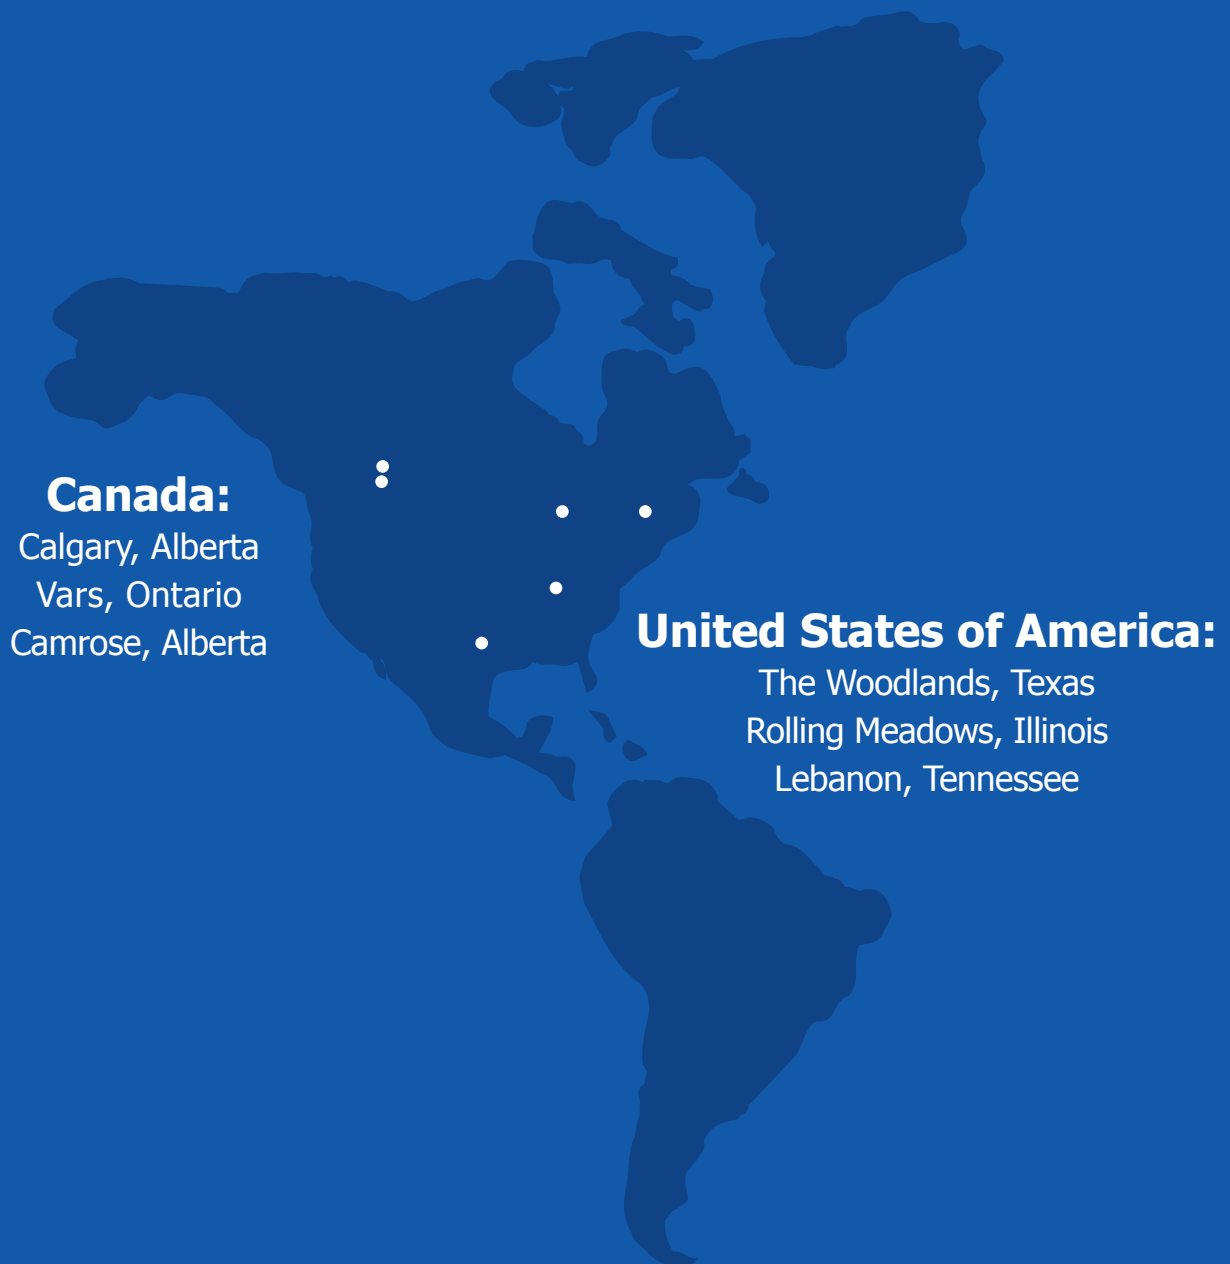 Canada:
Calgary, Alberta
Vars, Ontario
Camrose, Alberta
United States of America:
The Woodlands, Texas
Rolling Meadows, Illinois
Lebanon, Tennessee